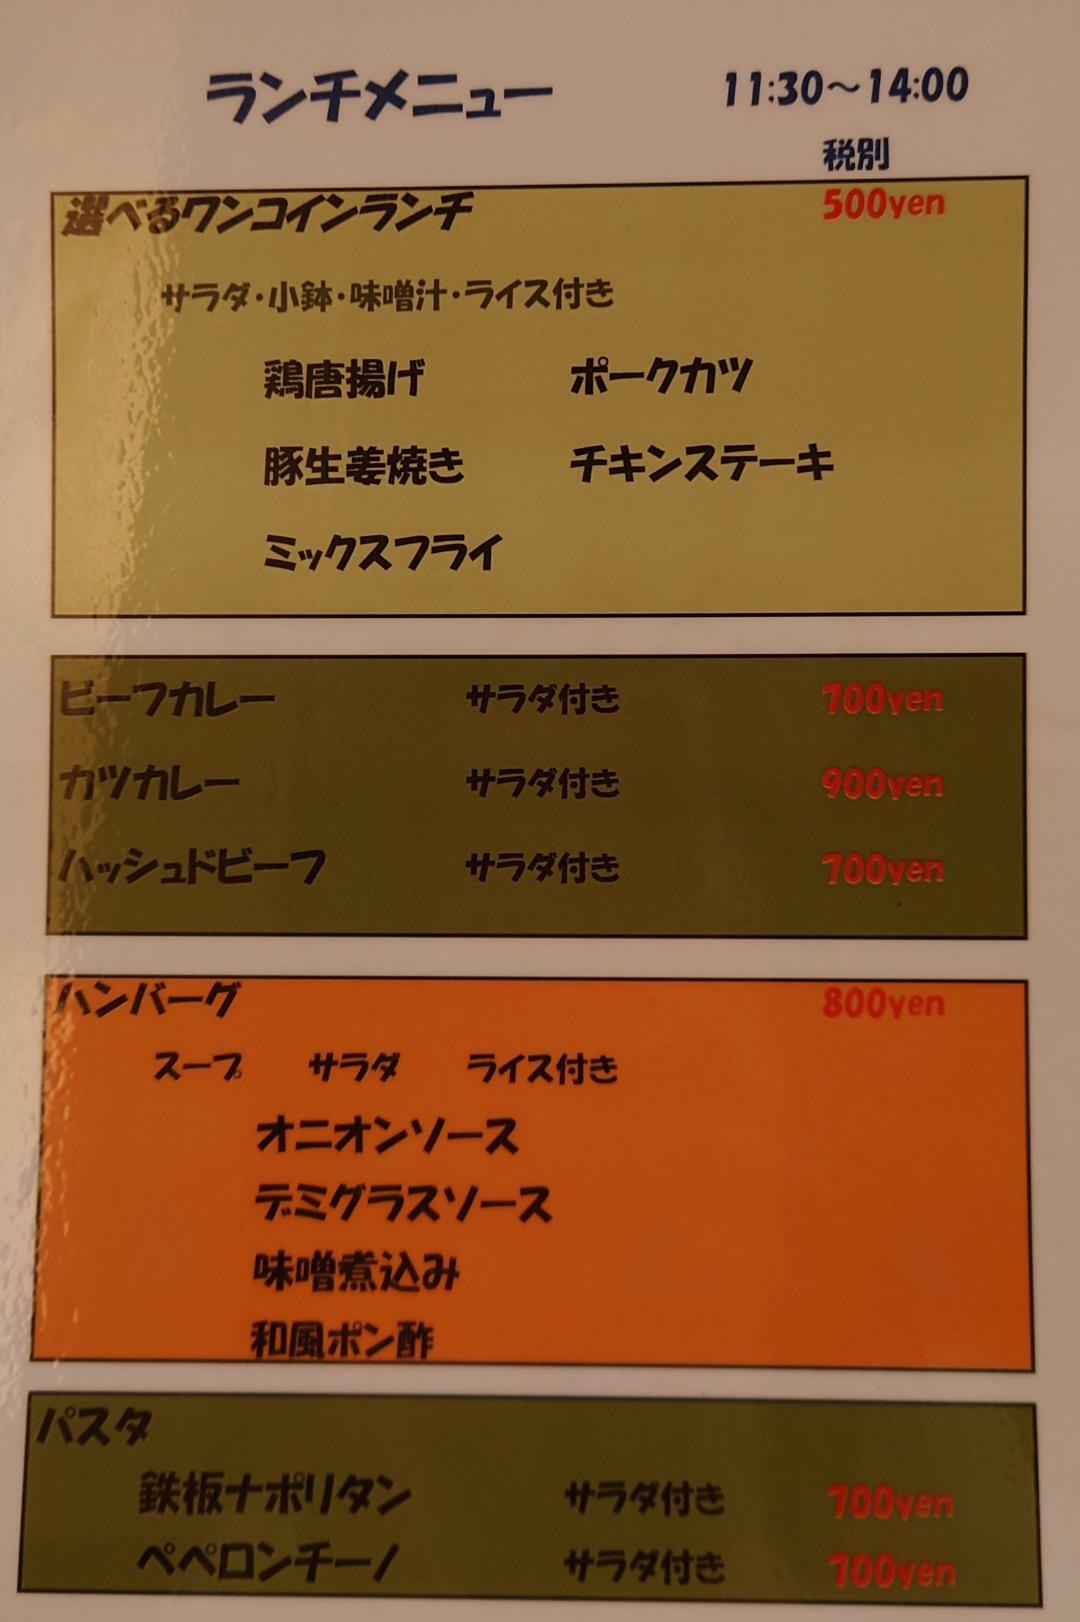 ランチメニュー 11:30～14:00
税別
選べるワンコインランチ 500yen
サラダ・小鉢・味噌汁・ライス付き
鶏唐揚げ ポークカツ
豚生姜焼き チキンステーキ
ミックスフライ
ビーフカレー サラダ付き 700yen
カツカレー サラダ付き 900yen
ハッシュドビーフ サラダ付き 700yen
ハンバーグ 800yen
スープ サラダ ライス付き
オニオンソース
デミグラスソース
味噌煮込み
和風ポン酢
パスタ
鉄板ナポリタン サラダ付き 700yen
ペペロンチーノ サラダ付き 700yen